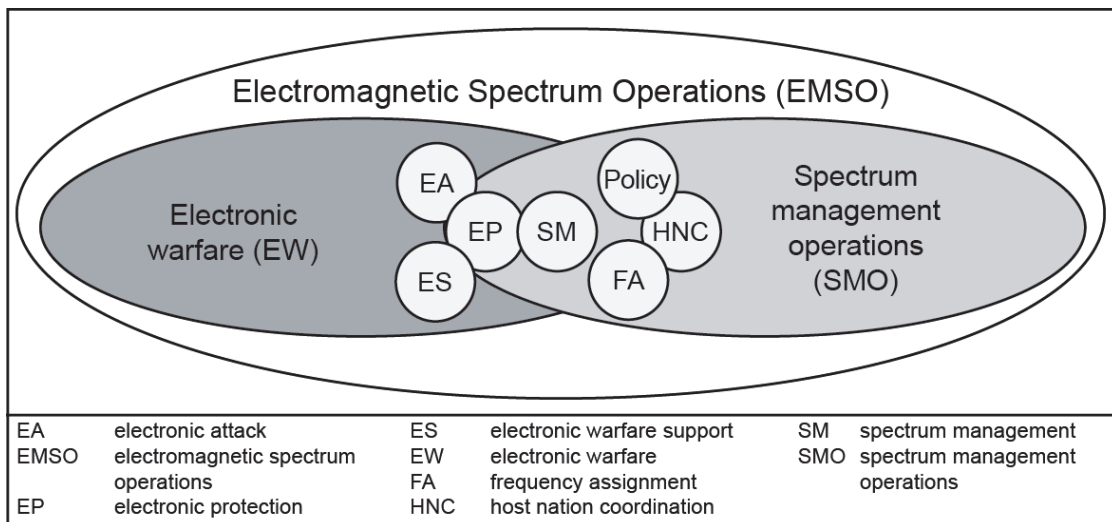 Electromagnetic Spectrum Operations (EMSO)
Electronic
warfare (EW)
EA
EP
ES
SM
Policy
HNC
FA
Spectrum
management
operations
(SMO)
EA electronic attack
EMSO electromagnetic spectrum
operations
EP electronic protection
ES electronic warfare support
EW electronic warfare
FA frequency assignment
HNC host nation coordination
SM spectrum management
SMO spectrum management
operations